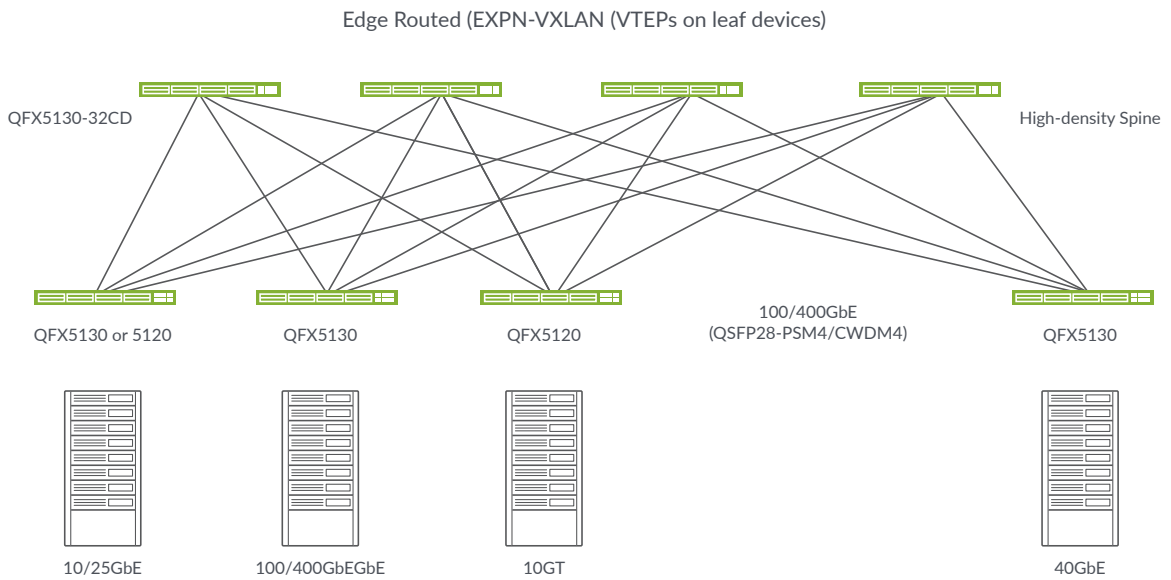 Edge Routed (EXPN-VXLAN (VTEPs on leaf devices)
QFX5130-32CD
High-density Spine
QFX5130 or 5120
QFX5130
QFX5120
100/400GbE
(QSFP28-PSM4/CWDM4)
QFX5130
10/25GbE
100/400GbEGbE
10GT
40GbE